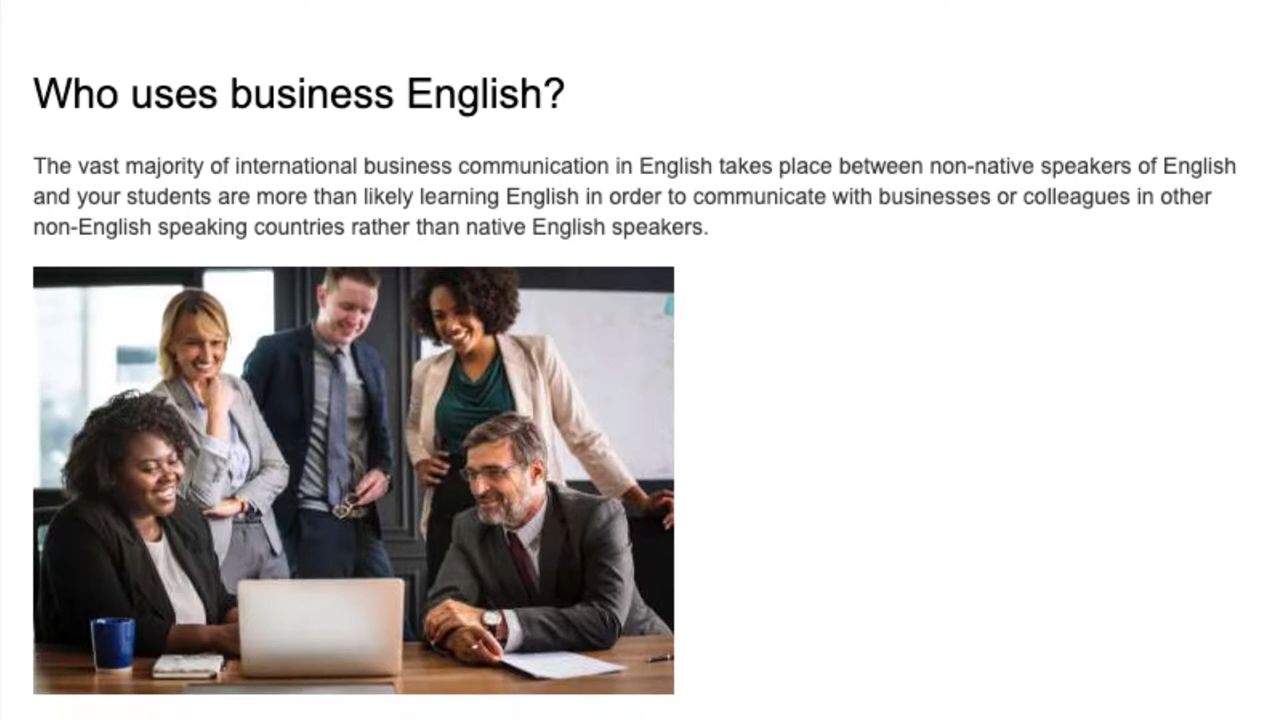 Who uses business English?
The vast majority of international business communication in English takes place between non-native speakers of English
and your students are more than likely learning English in order to communicate with businesses or colleagues in other
non-English speaking countries rather than native English speakers.